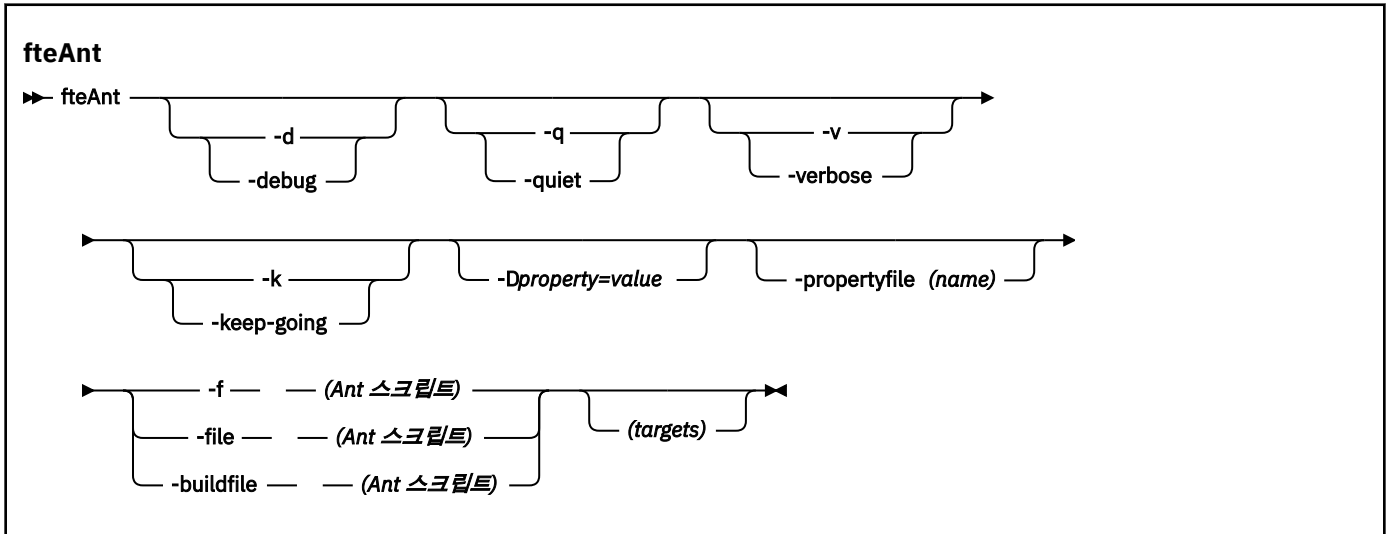 fteAnt
fteAnt
-d
-debug
-q
-quiet
-v
-verbose
-k
-keep-going
-Dproperty=value
-propertyfile (name)
-f (Ant 스크립트)
-file (Ant 스크립트)
-buildfile (Ant 스크립트)
(targets)